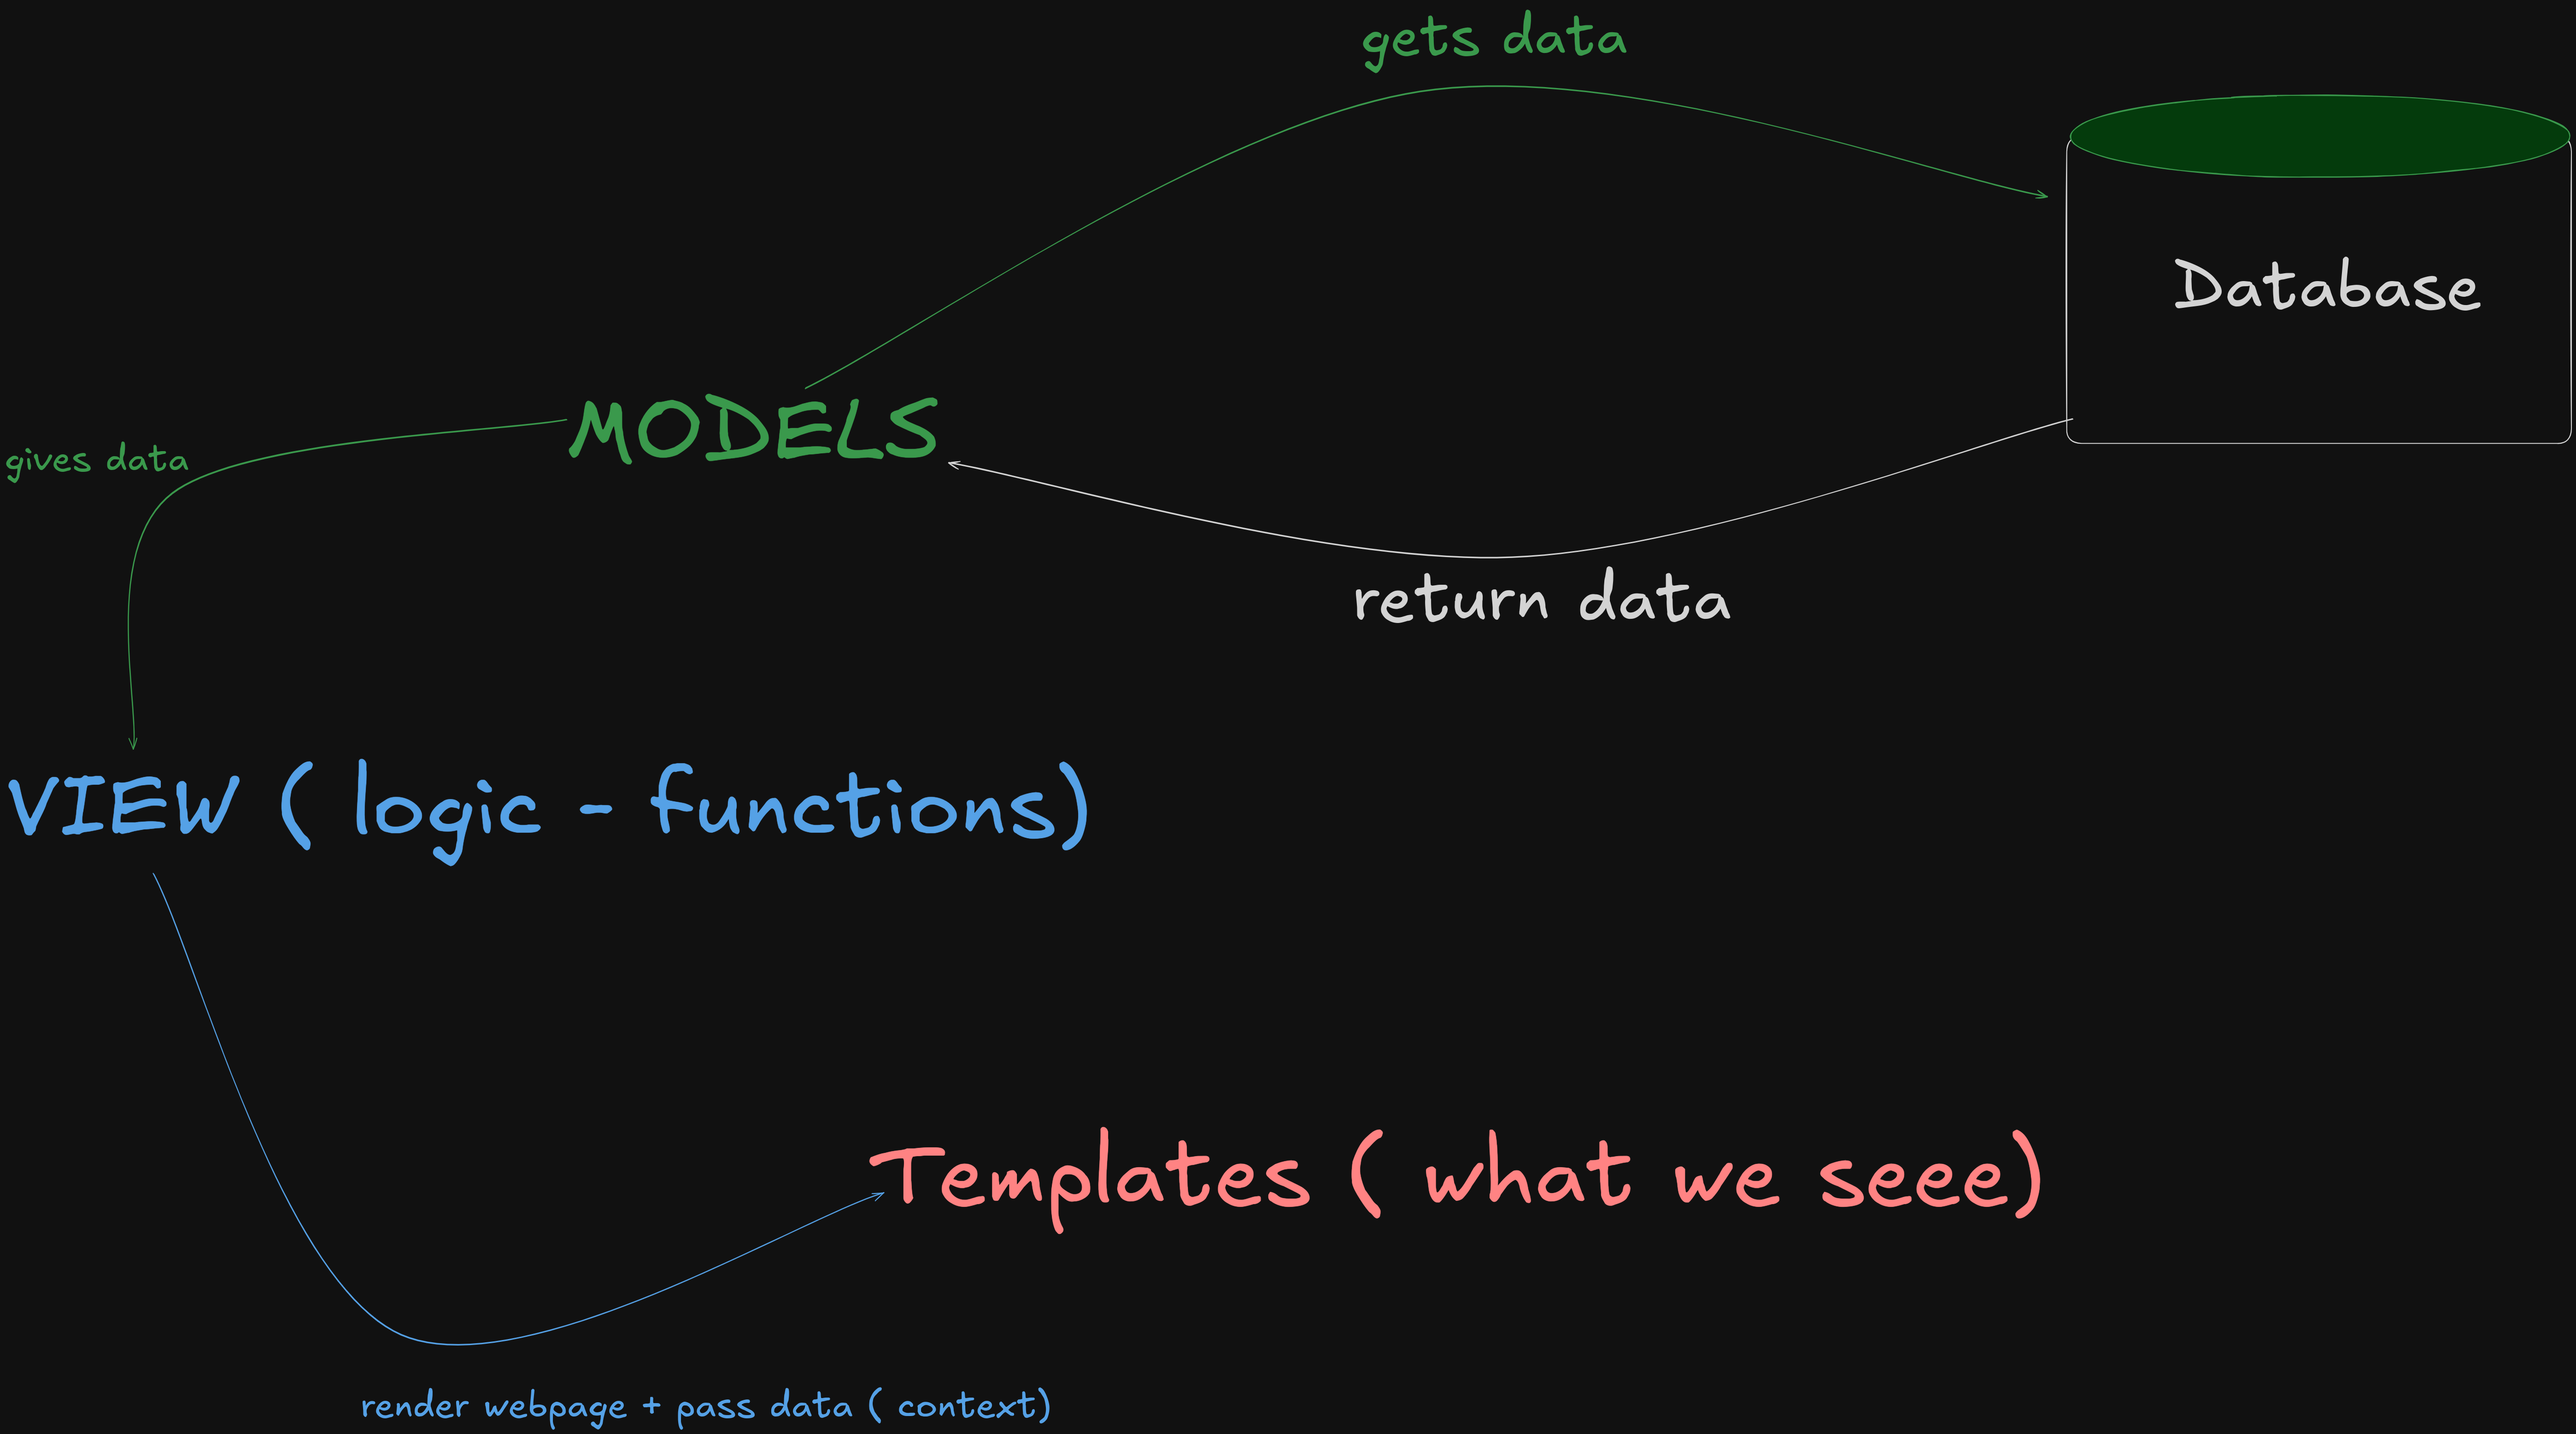 gets data
Database
MODELS
gives data
return data
VIEW ( logic - functions)
Templates ( what we seee)
render webpage + pass data ( context)